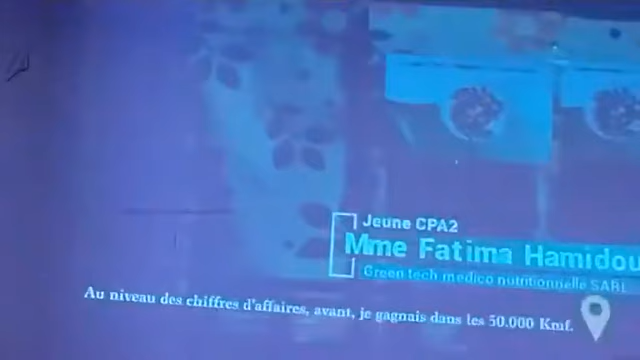 Jeune CPA2
Mme Fatima Hamidou
Green tech medico nutritionnelle SARL
Au niveau des chiffres d'affaires, avant, je gagnais dans les 50.000 Kmf.